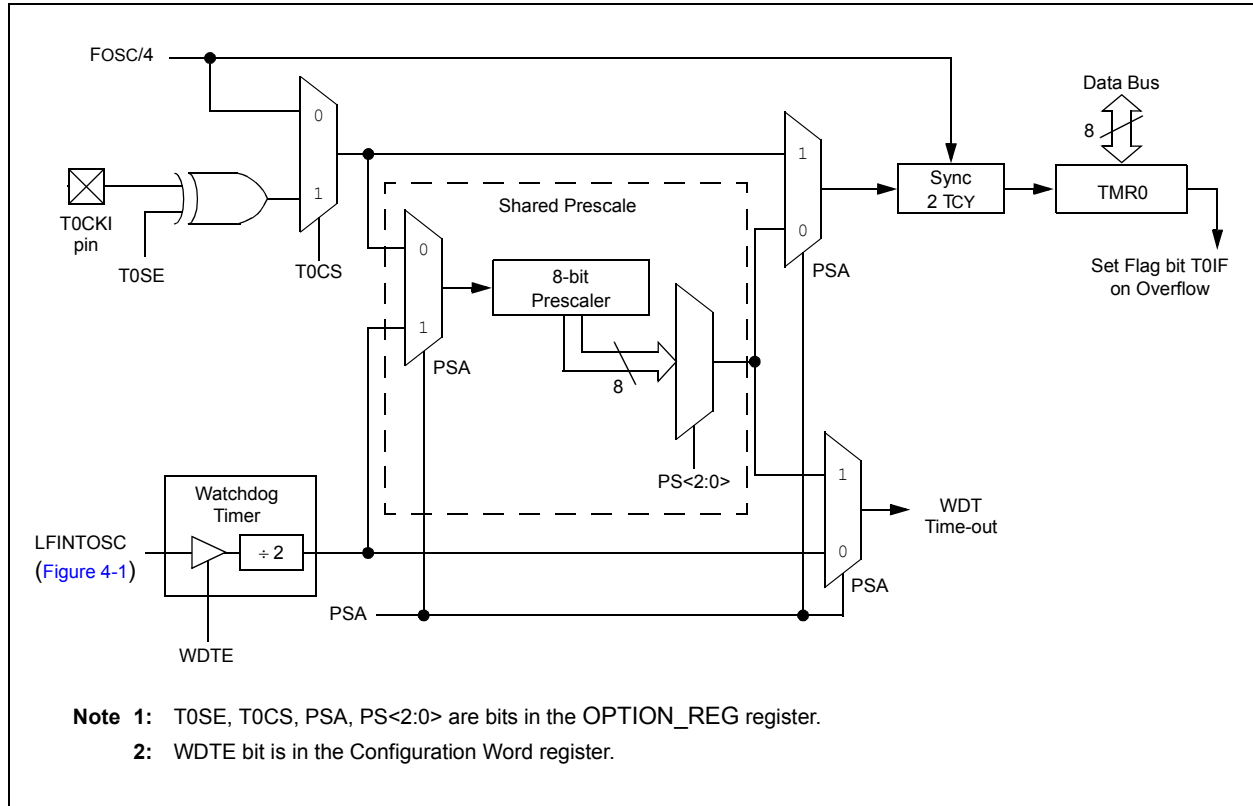 FOSC/4
Data Bus
8
0
1
T0CKI
pin
T0SE
T0CS
Shared Prescale
0
1
PSA
8-bit
Prescaler
8
PS<2:0>
1
0
PSA
Sync
2 TCY
TMR0
Set Flag bit T0IF
on Overflow
Watchdog
Timer
LFINTOSC
(Figure 4-1)
÷ 2
WDTE
PSA
1
0
PSA
WDT
Time-out
Note 1: T0SE, T0CS, PSA, PS<2:0> are bits in the OPTION_REG register.
2: WDTE bit is in the Configuration Word register.